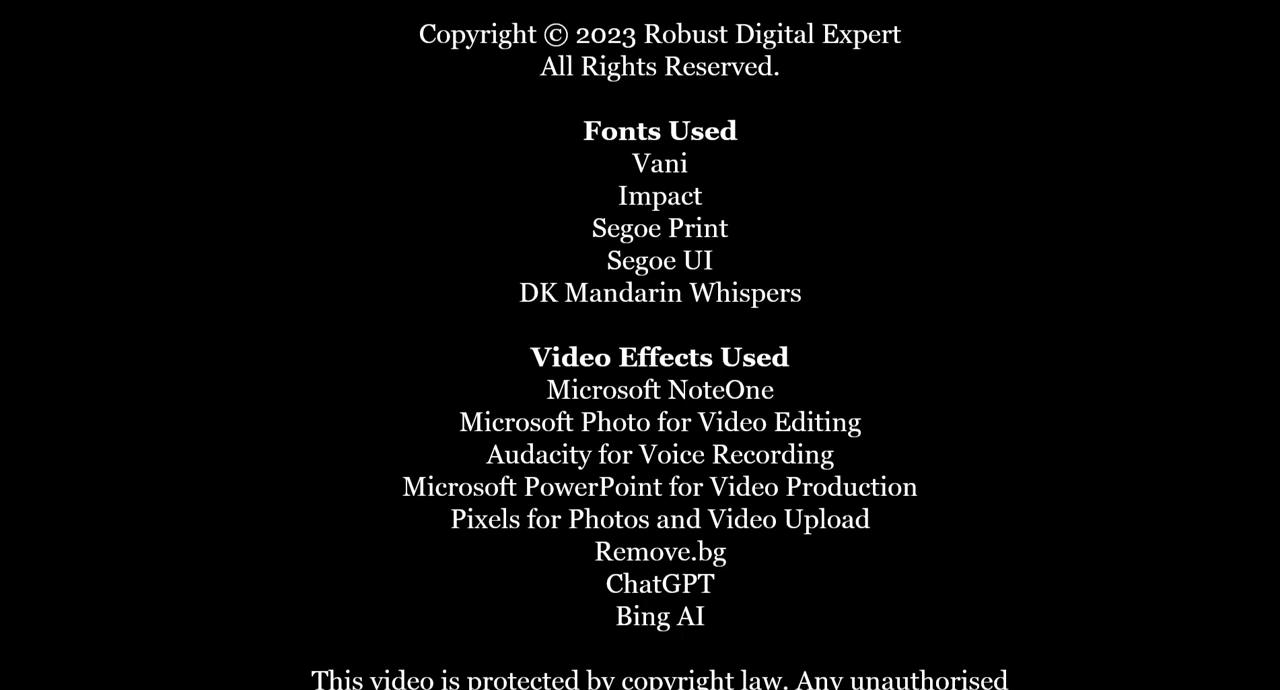 Copyright © 2023 Robust Digital Expert
All Rights Reserved.
Fonts Used
Vani
Impact
Segoe Print
Segoe UI
DK Mandarin Whispers
Video Effects Used
Microsoft NoteOne
Microsoft Photo for Video Editing
Audacity for Voice Recording
Microsoft PowerPoint for Video Production
Pixels for Photos and Video Upload
Remove.bg
ChatGPT
Bing AI
This video is protected by copyright law. Any unauthorised